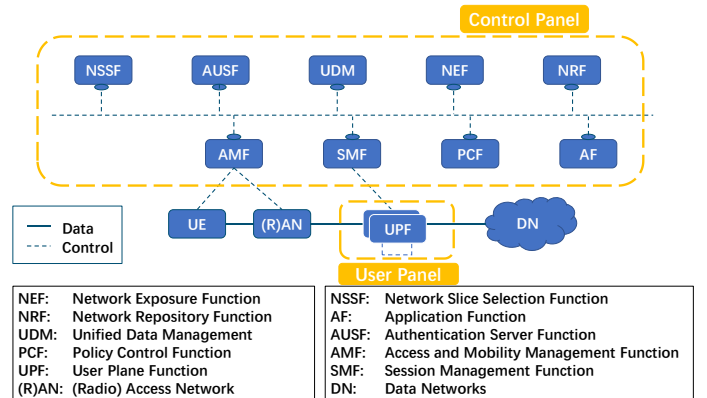 Control Panel
NSSF AUSF UDM NEF NRF
AMF SMF PCF AF
UE (R)AN UPF DN
Data
Control
User Panel
NEF: Network Exposure Function
NRF: Network Repository Function
UDM: Unified Data Management
PCF: Policy Control Function
UPF: User Plane Function
(R)AN: (Radio) Access Network
NSSF: Network Slice Selection Function
AF: Application Function
AUSF: Authentication Server Function
AMF: Access and Mobility Management Function
SMF: Session Management Function
DN: Data Networks